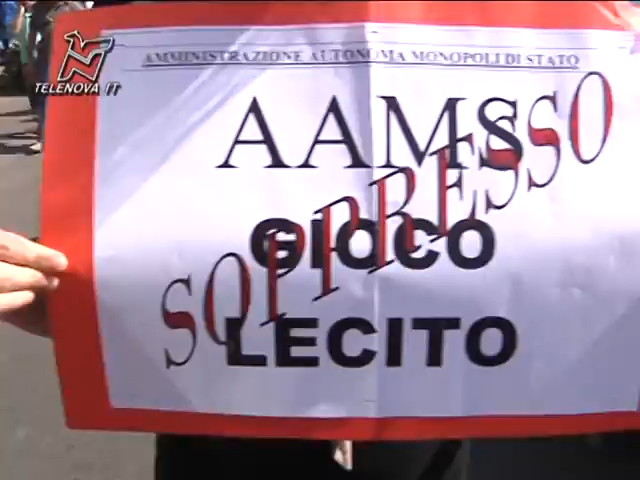 TELENOVA IT
AMMINISTRAZIONE AUTONOMA MONOPOLI DI STATO
AAMS
SOPPRESSO
GIOCO
LECITO